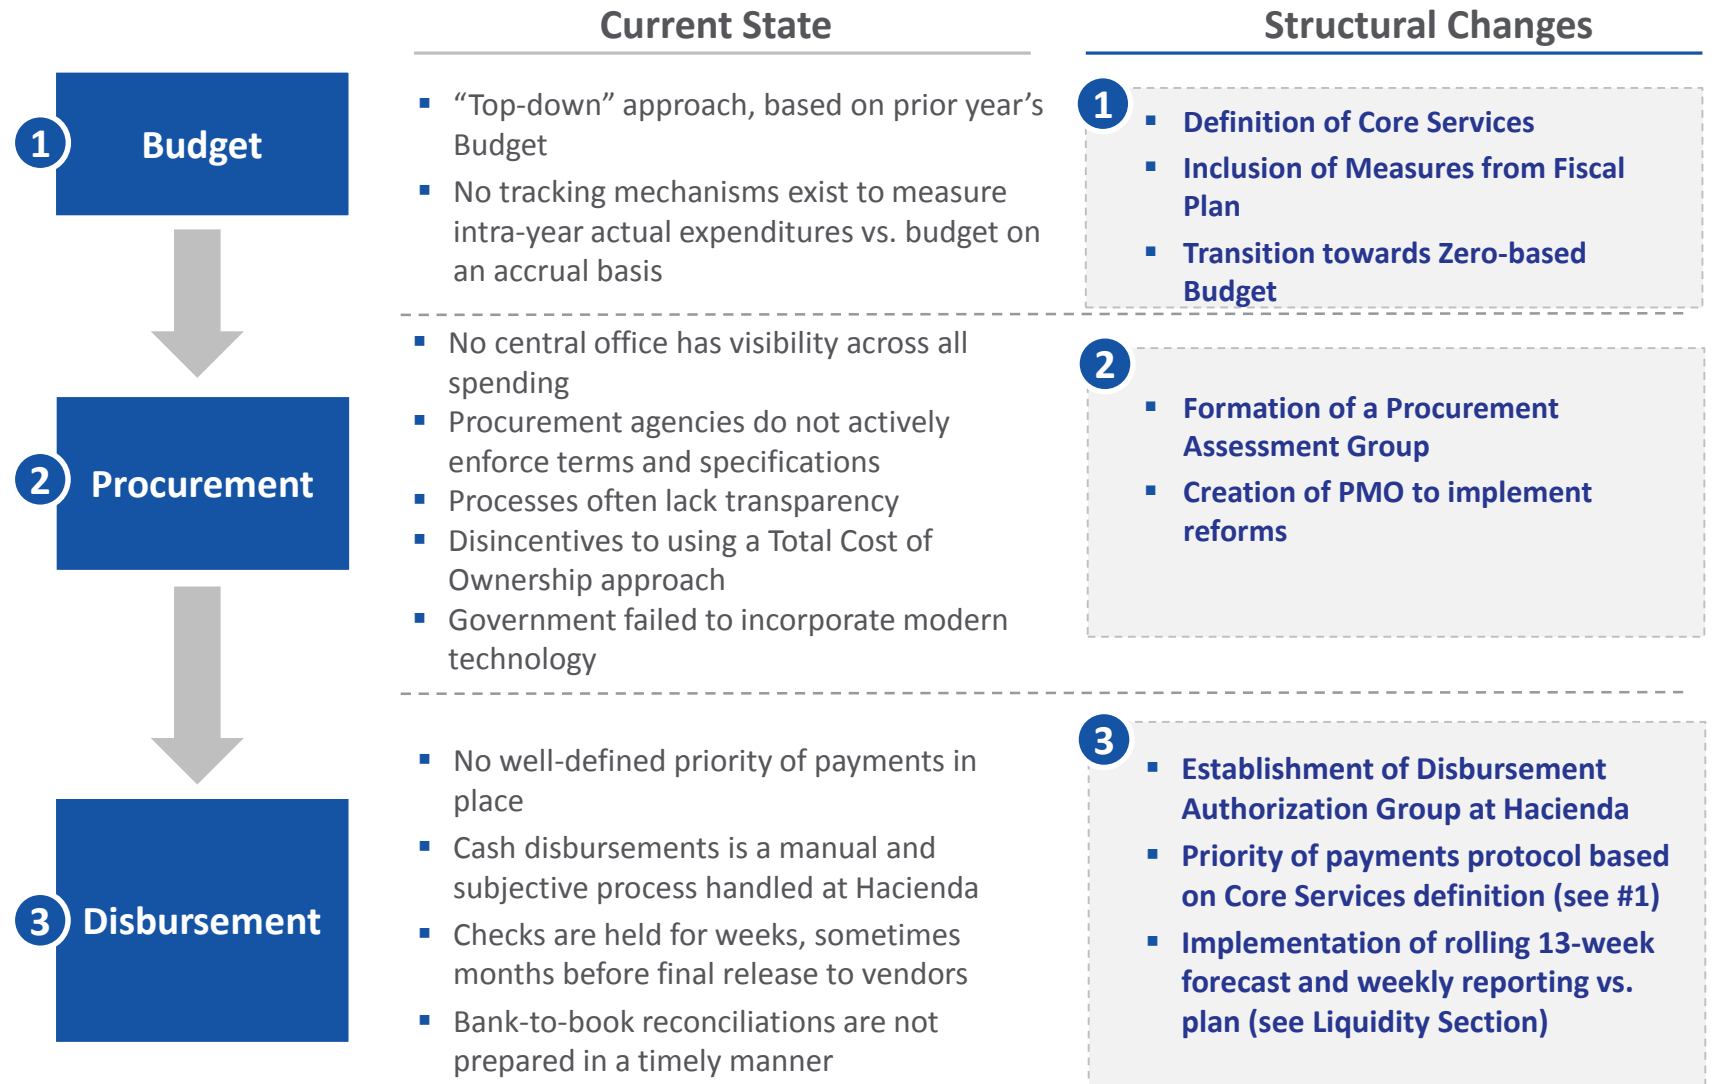 Current State
Structural Changes
1
Budget
▪ “Top-down” approach, based on prior year’s
Budget
▪ No tracking mechanisms exist to measure
intra-year actual expenditures vs. budget on
an accrual basis
1
▪ Definition of Core Services
▪ Inclusion of Measures from Fiscal
Plan
▪ Transition towards Zero-based
Budget
2
Procurement
▪ No central office has visibility across all
spending
▪ Procurement agencies do not actively
enforce terms and specifications
▪ Processes often lack transparency
▪ Disincentives to using a Total Cost of
Ownership approach
▪ Government failed to incorporate modern
technology
2
▪ Formation of a Procurement
Assessment Group
▪ Creation of PMO to implement
reforms
3
Disbursement
▪ No well-defined priority of payments in
place
▪ Cash disbursements is a manual and
subjective process handled at Hacienda
▪ Checks are held for weeks, sometimes
months before final release to vendors
▪ Bank-to-book reconciliations are not
prepared in a timely manner
3
▪ Establishment of Disbursement
Authorization Group at Hacienda
▪ Priority of payments protocol based
on Core Services definition (see #1)
▪ Implementation of rolling 13-week
forecast and weekly reporting vs.
plan (see Liquidity Section)